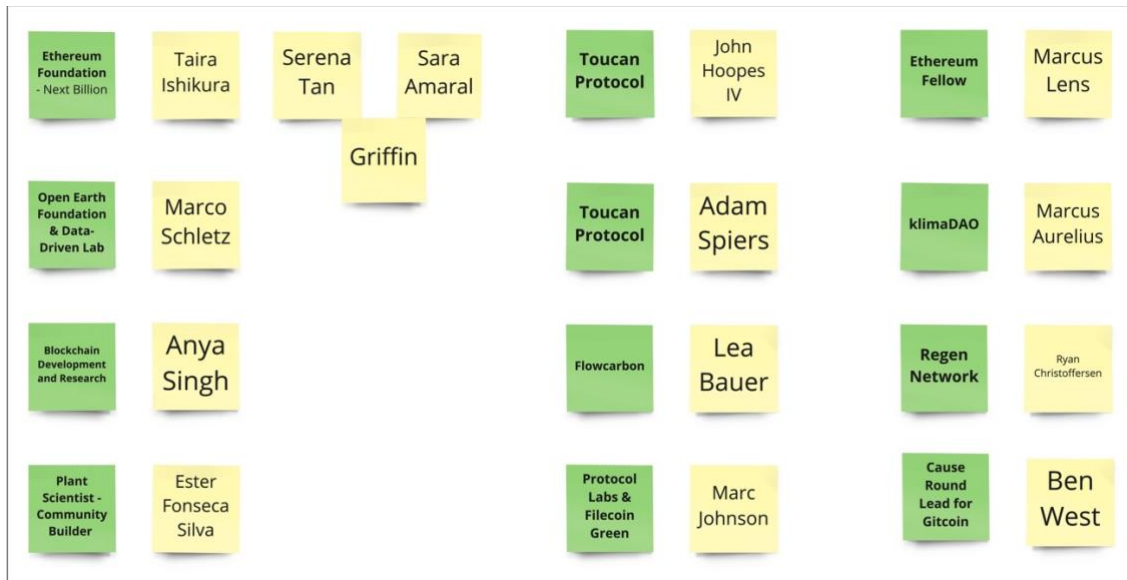 Ethereum
Foundation
- Next Billion
Taira
Ishikura
Serena
Tan
Sara
Amaral
Griffin
Toucan
Protocol
John
Hoopes
IV
Ethereum
Fellow
Marcus
Lens
Open Earth
Foundation
& Data-
Driven Lab
Marco
Schletz
Toucan
Protocol
Adam
Spiers
klimaDAO
Marcus
Aurelius
Blockchain
Development
and Research
Anya
Singh
Flowcarbon
Lea
Bauer
Regen
Network
Ryan
Christoffersen
Plant
Scientist -
Community
Builder
Ester
Fonseca
Silva
Protocol
Labs &
Filecoin
Green
Marc
Johnson
Cause
Round
Lead for
Gitcoin
Ben
West